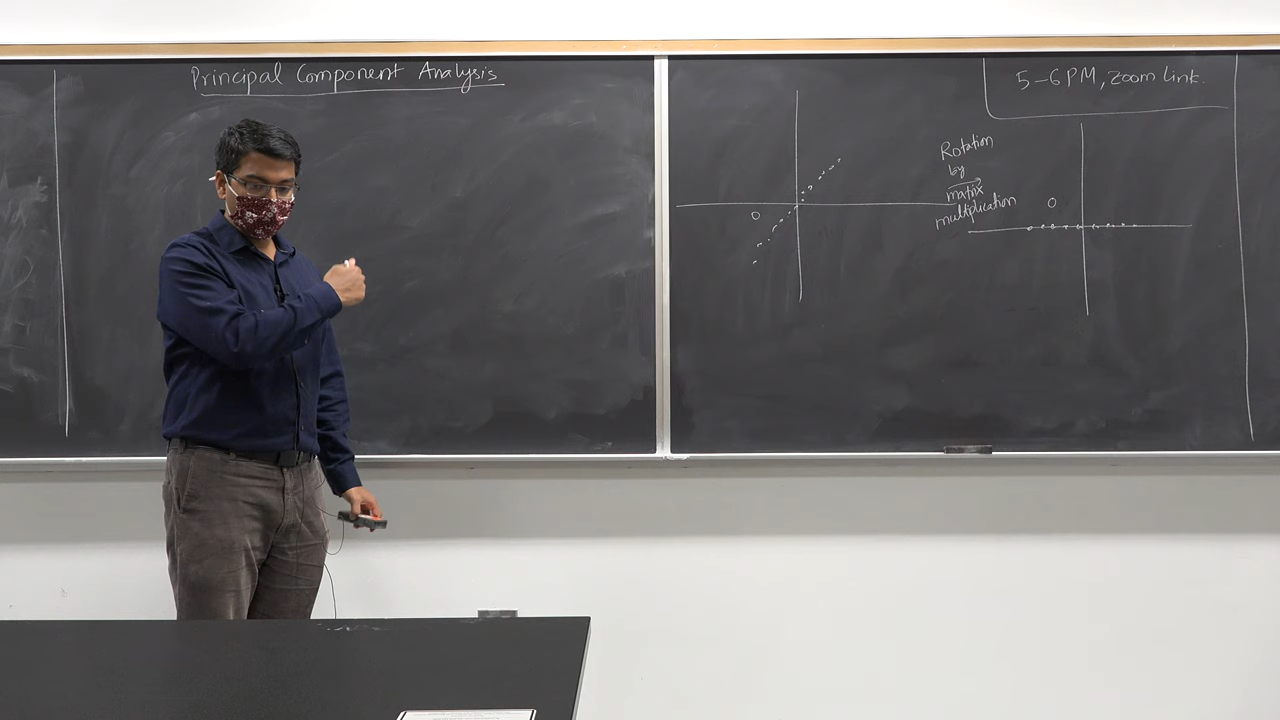 Principal Component Analysis
5-6 PM, Zoom Link.
Rotation
by
matrix
multiplication